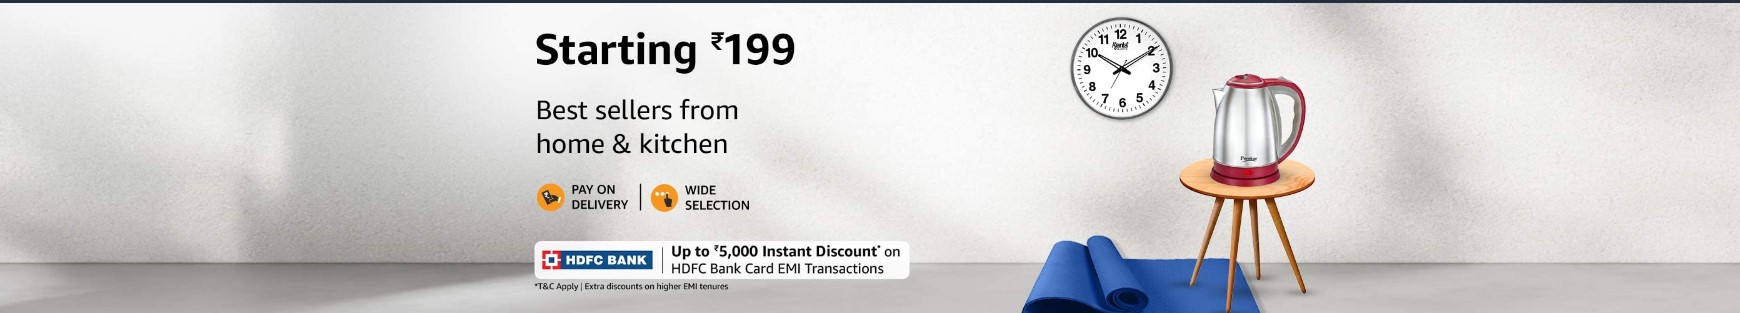 Starting ₹199
Best sellers from
home & kitchen
PAY ON
DELIVERY
WIDE
SELECTION
HDFC BANK
Up to ₹5,000 Instant Discount* on
HDFC Bank Card EMI Transactions
*T&C Apply | Extra discounts on higher EMI tenures
11 12 1
10 2
9 3
8 4
7 6 5
Ajanta
Prestige